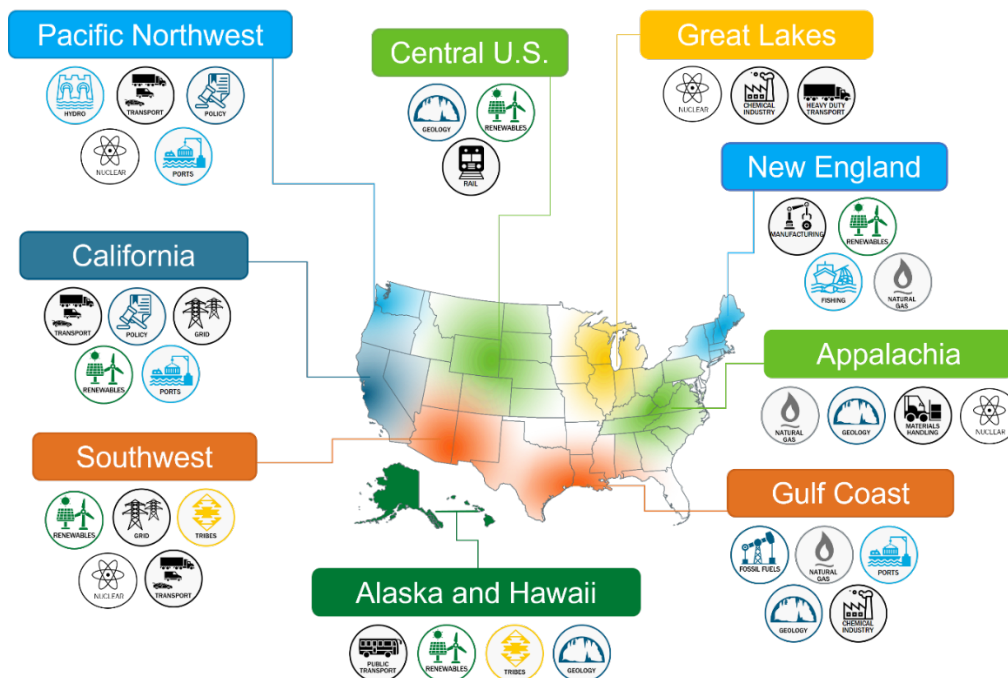 Pacific Northwest
HYDRO
TRANSPORT
POLICY
NUCLEAR
PORTS
Central U.S.
GEOLOGY
RENEWABLES
RAIL
Great Lakes
NUCLEAR
CHEMICAL
INDUSTRY
HEAVY DUTY
TRANSPORT
New England
MANUFACTURING
RENEWABLES
FISHING
NATURAL
GAS
California
TRANSPORT
POLICY
GRID
RENEWABLES
PORTS
Appalachia
NATURAL
GAS
GEOLOGY
MATERIALS
HANDLING
NUCLEAR
Southwest
RENEWABLES
GRID
TRIBES
NUCLEAR
TRANSPORT
Gulf Coast
FOSSIL FUELS
NATURAL
GAS
PORTS
GEOLOGY
CHEMICAL
INDUSTRY
Alaska and Hawaii
PUBLIC
TRANSPORT
RENEWABLES
TRIBES
GEOLOGY